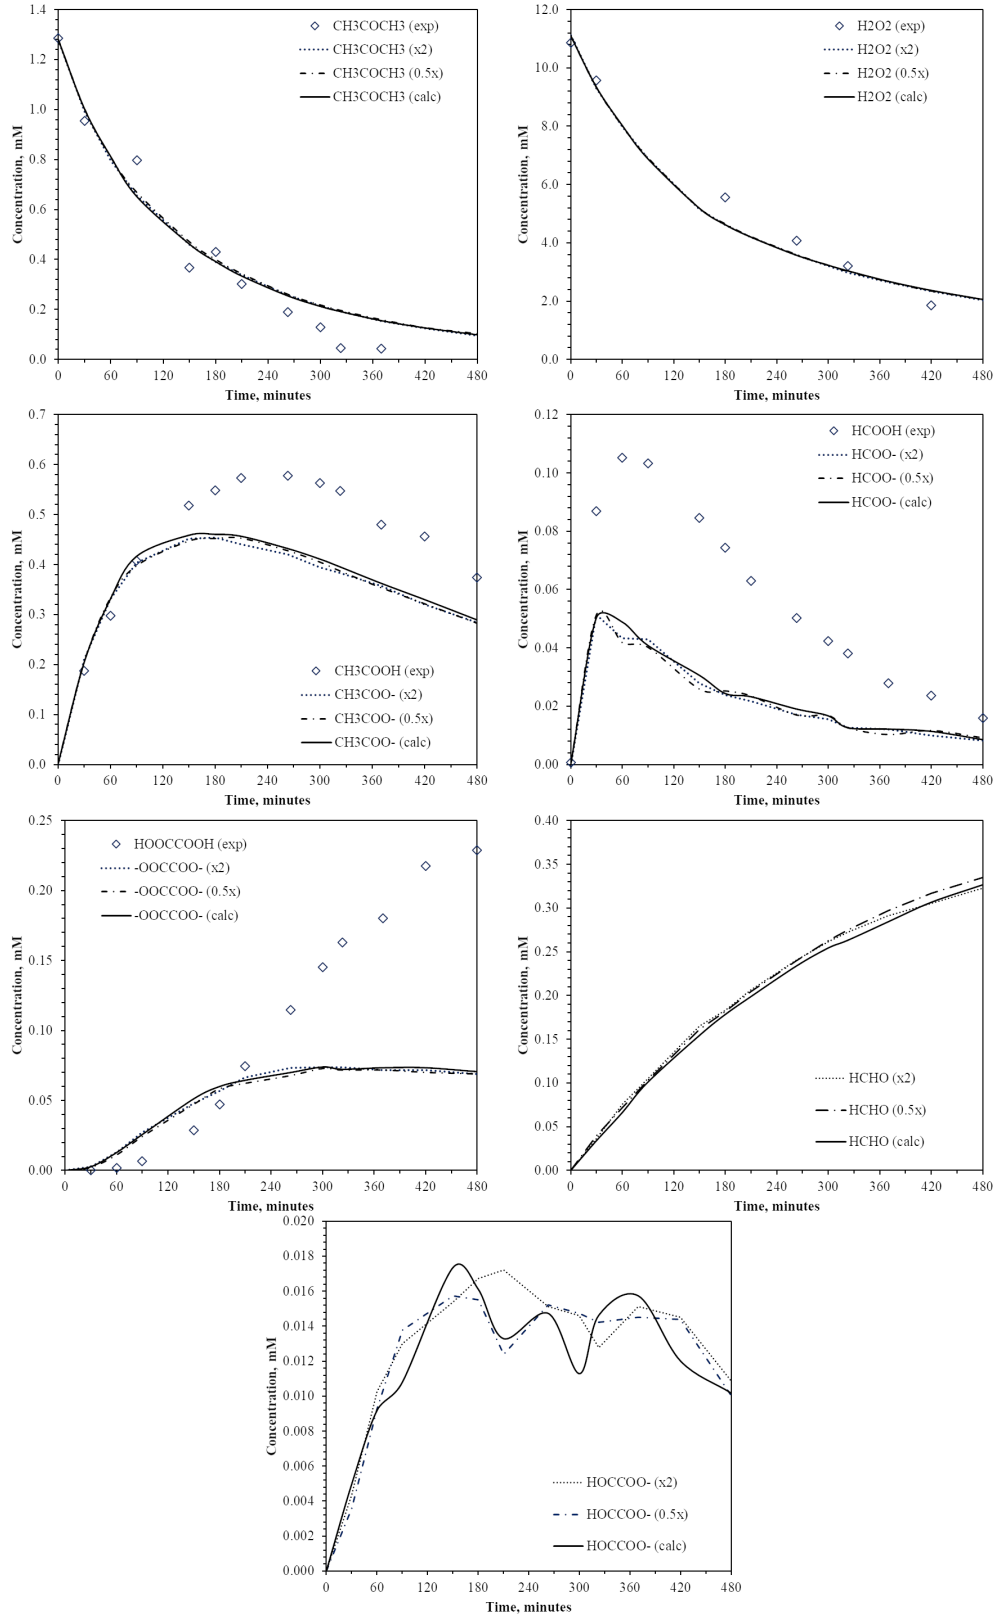 Concentration, mM
1.4
1.2
1.0
0.8
0.6
0.4
0.2
0.0
CH3COCH3 (exp)
CH3COCH3 (x2)
CH3COCH3 (0.5x)
CH3COCH3 (calc)
0 60 120 180 240 300 360 420 480
Time, minutes
Concentration, mM
12.0
10.0
8.0
6.0
4.0
2.0
0.0
H2O2 (exp)
H2O2 (x2)
H2O2 (0.5x)
H2O2 (calc)
0 60 120 180 240 300 360 420 480
Time, minutes
Concentration, mM
0.7
0.6
0.5
0.4
0.3
0.2
0.1
0.0
CH3COOH (exp)
CH3COO- (x2)
CH3COO- (0.5x)
CH3COO- (calc)
0 60 120 180 240 300 360 420 480
Time, minutes
Concentration, mM
0.12
0.10
0.08
0.06
0.04
0.02
0.00
HCOOH (exp)
HCOO- (x2)
HCOO- (0.5x)
HCOO- (calc)
0 60 120 180 240 300 360 420 480
Time, minutes
Concentration, mM
0.25
0.20
0.15
0.10
0.05
0.00
HOOCCOOH (exp)
-OOCCOO- (x2)
-OOCCOO- (0.5x)
-OOCCOO- (calc)
0 60 120 180 240 300 360 420 480
Time, minutes
Concentration, mM
0.40
0.35
0.30
0.25
0.20
0.15
0.10
0.05
0.00
HCHO (x2)
HCHO (0.5x)
HCHO (calc)
0 60 120 180 240 300 360 420 480
Time, minutes
Concentration, mM
0.020
0.018
0.016
0.014
0.012
0.010
0.008
0.006
0.004
0.002
0.000
HOCCOO- (x2)
HOCCOO- (0.5x)
HOCCOO- (calc)
0 60 120 180 240 300 360 420 480
Time, minutes